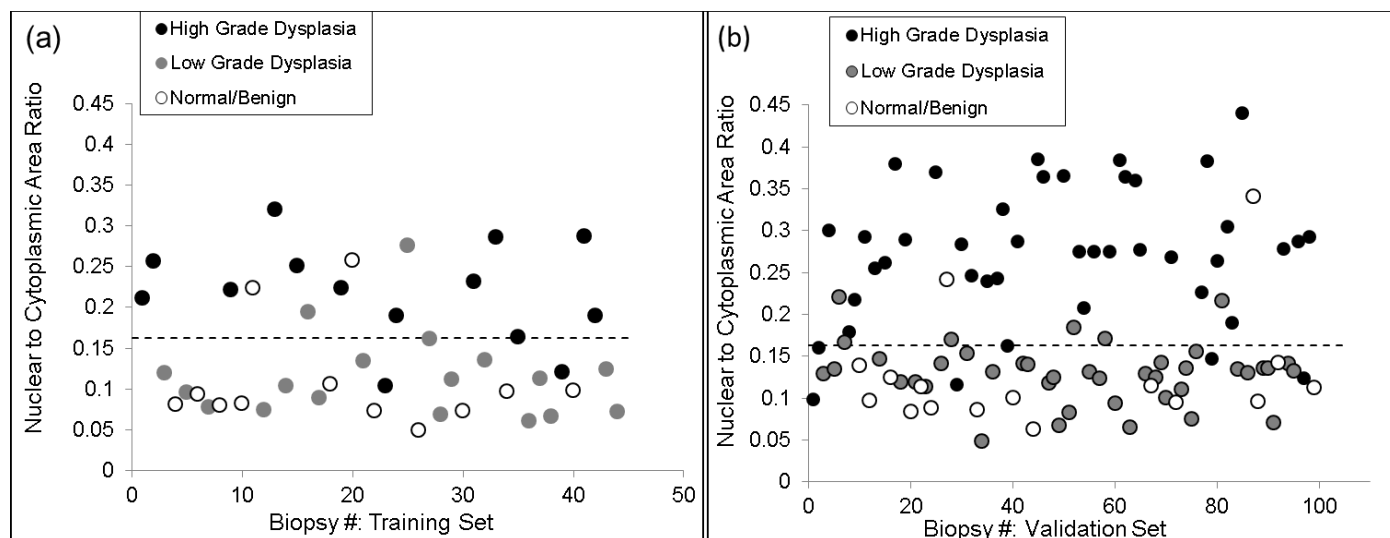 (a)
High Grade Dysplasia
Low Grade Dysplasia
Normal/Benign
Nuclear to Cytoplasmic Area Ratio
0.45
0.4
0.35
0.3
0.25
0.2
0.15
0.1
0.05
0
0 10 20 30 40 50
Biopsy #: Training Set
(b)
High Grade Dysplasia
Low Grade Dysplasia
Normal/Benign
Nuclear to Cytoplasmic Area Ratio
0.45
0.4
0.35
0.3
0.25
0.2
0.15
0.1
0.05
0
0 20 40 60 80 100
Biopsy #: Validation Set